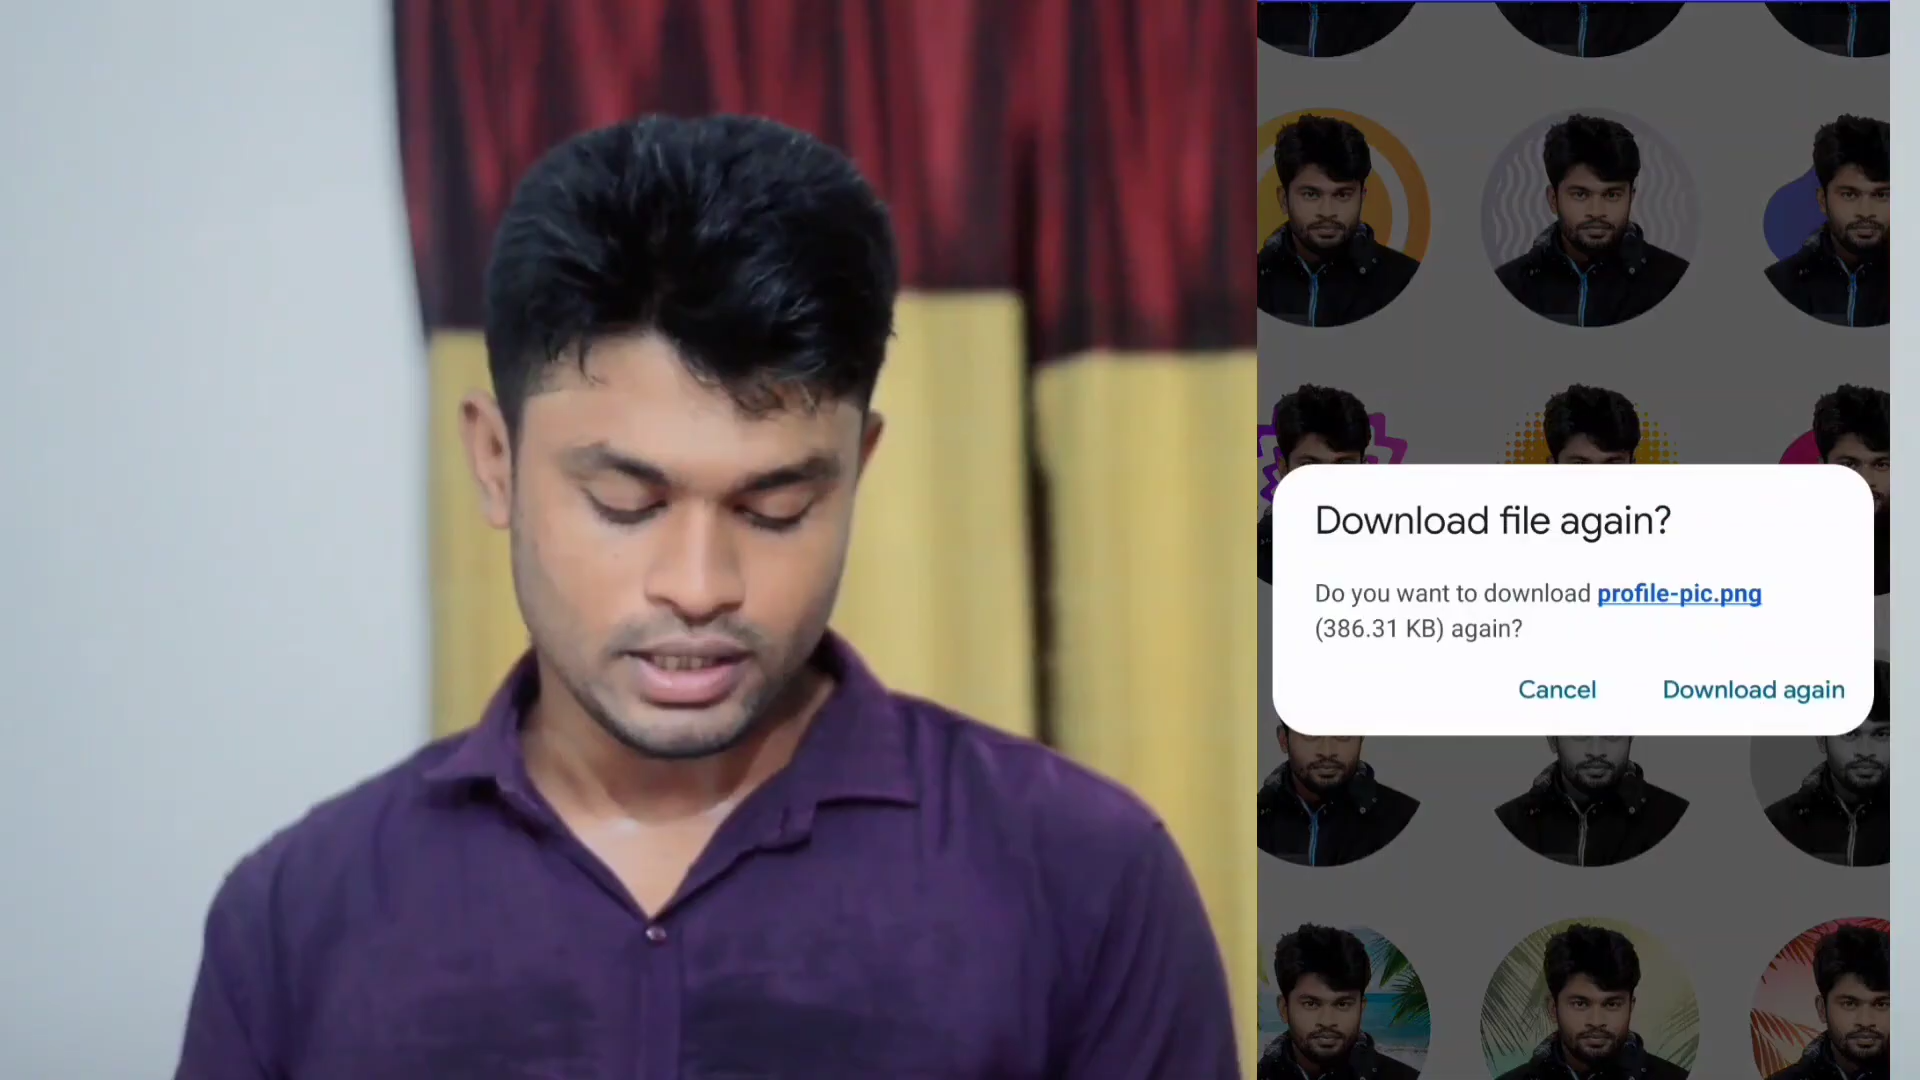 Download file again?
Do you want to download profile-pic.png
(386.31 KB) again?
Cancel
Download again